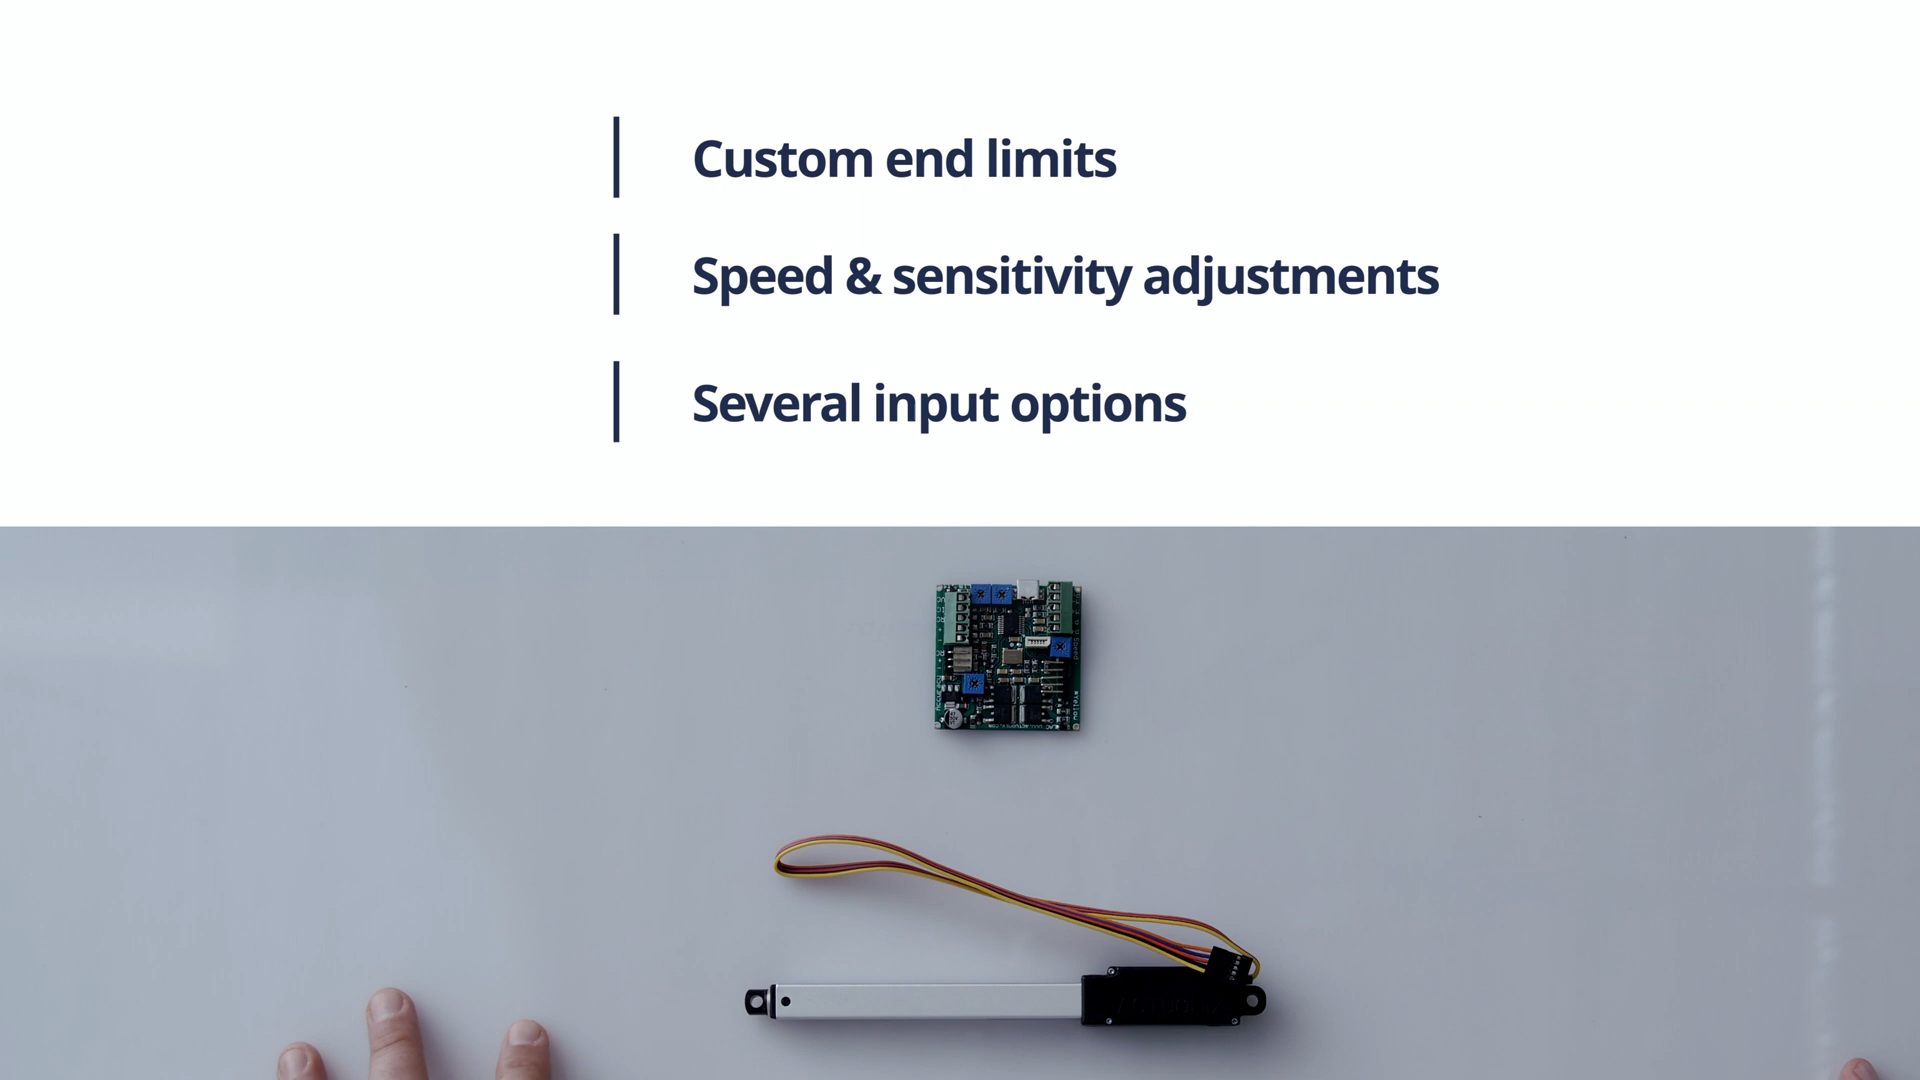 Custom end limits
Speed & sensitivity adjustments
Several input options